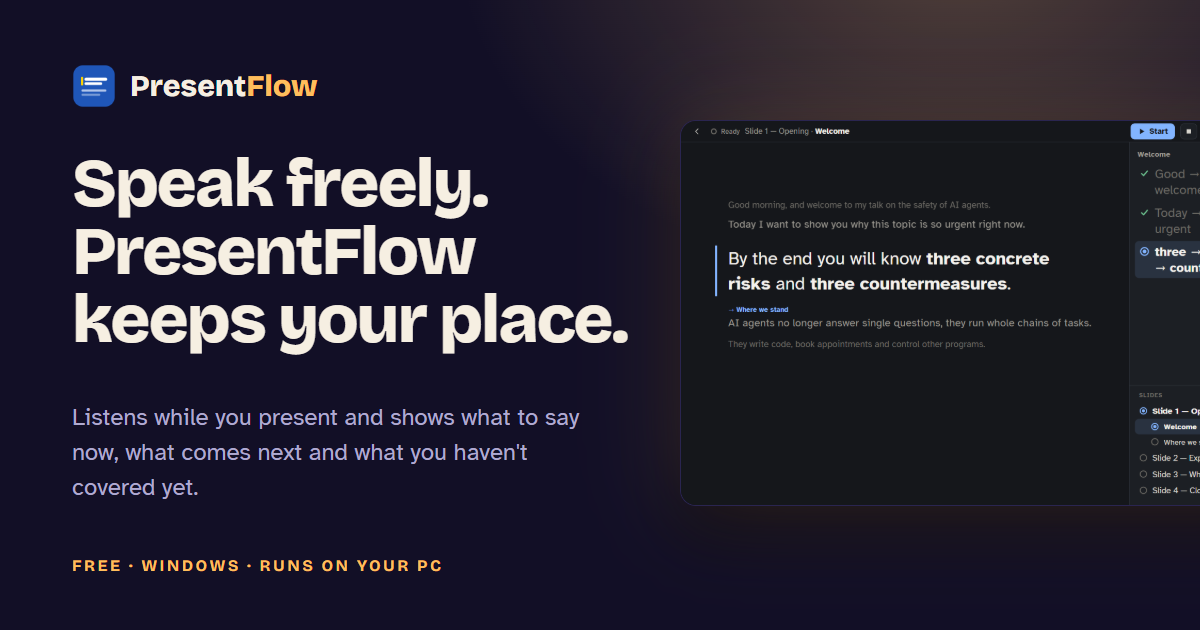 PresentFlow
Speak freely.
PresentFlow
keeps your place.
Listens while you present and shows what to say
now, what comes next and what you haven't
covered yet.
FREE · WINDOWS · RUNS ON YOUR PC
Ready Slide 1 — Opening · Welcome
Start
Good morning, and welcome to my talk on the safety of AI agents.
Today I want to show you why this topic is so urgent right now.
By the end you will know three concrete
risks and three countermeasures.
→ Where we stand
AI agents no longer answer single questions, they run whole chains of tasks.
They write code, book appointments and control other programs.
Welcome
Good →
welcome
Today →
urgent
three →
→ count
SLIDES
Slide 1 — Op
Welcome
Where we s
Slide 2 — Exp
Slide 3 — Wh
Slide 4 — Clo